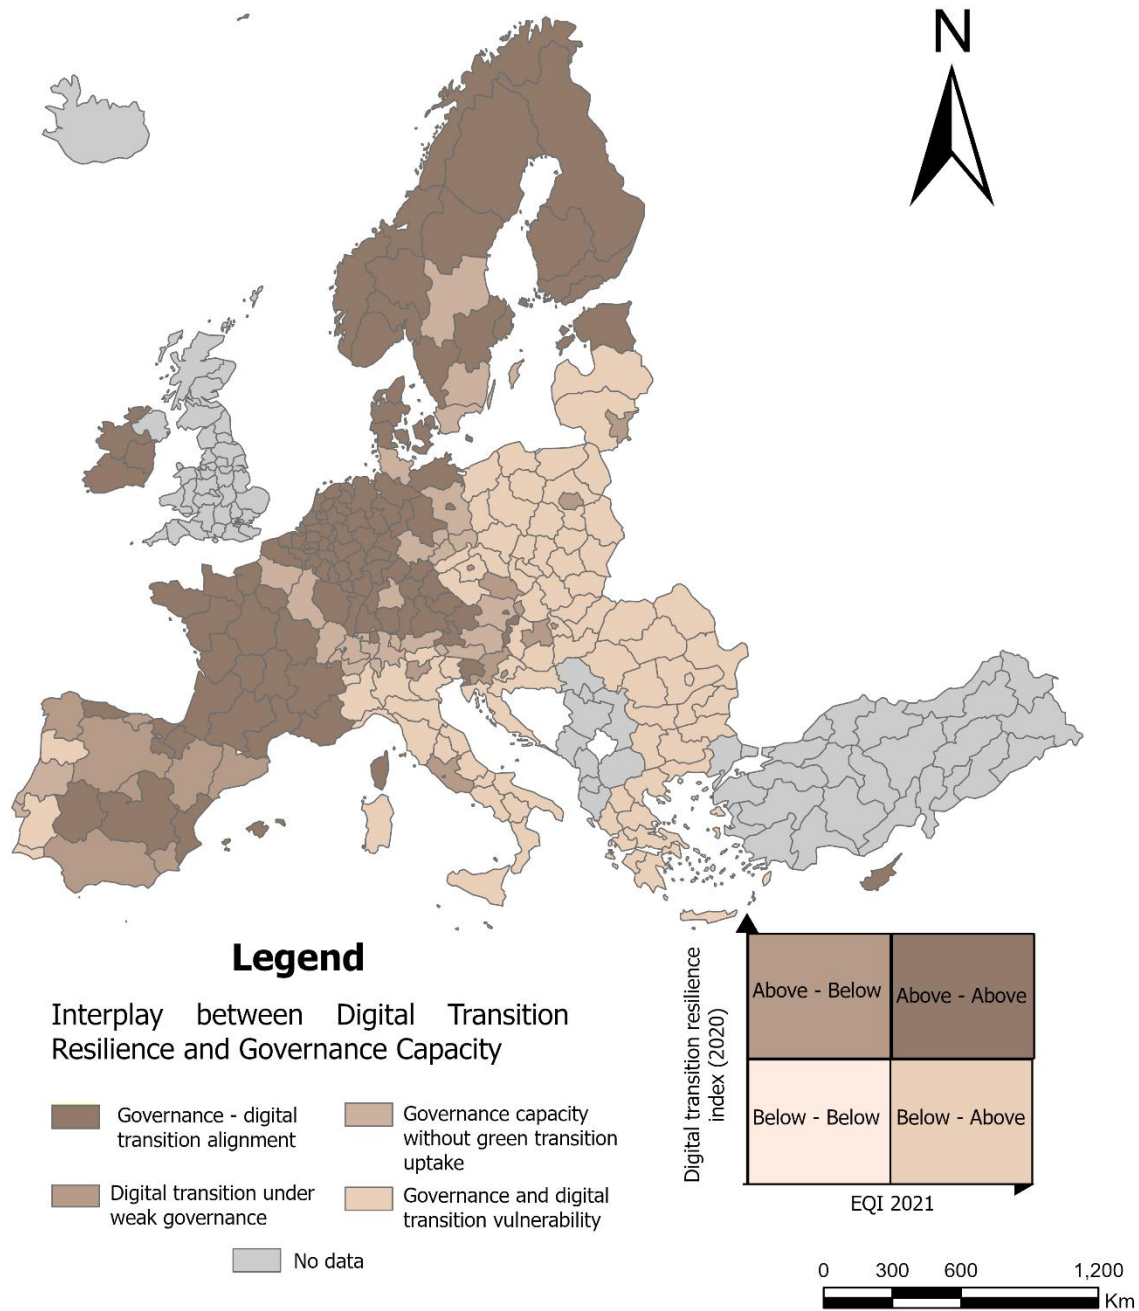 N
Legend
Interplay between Digital Transition
Resilience and Governance Capacity
Governance - digital
transition alignment
Governance capacity
without green transition
uptake
Digital transition under
weak governance
Governance and digital
transition vulnerability
No data
Digital transition resilience
index (2020)
Above - Below
Above - Above
Below - Below
Below - Above
EQI 2021
0 300 600 1,200
Km